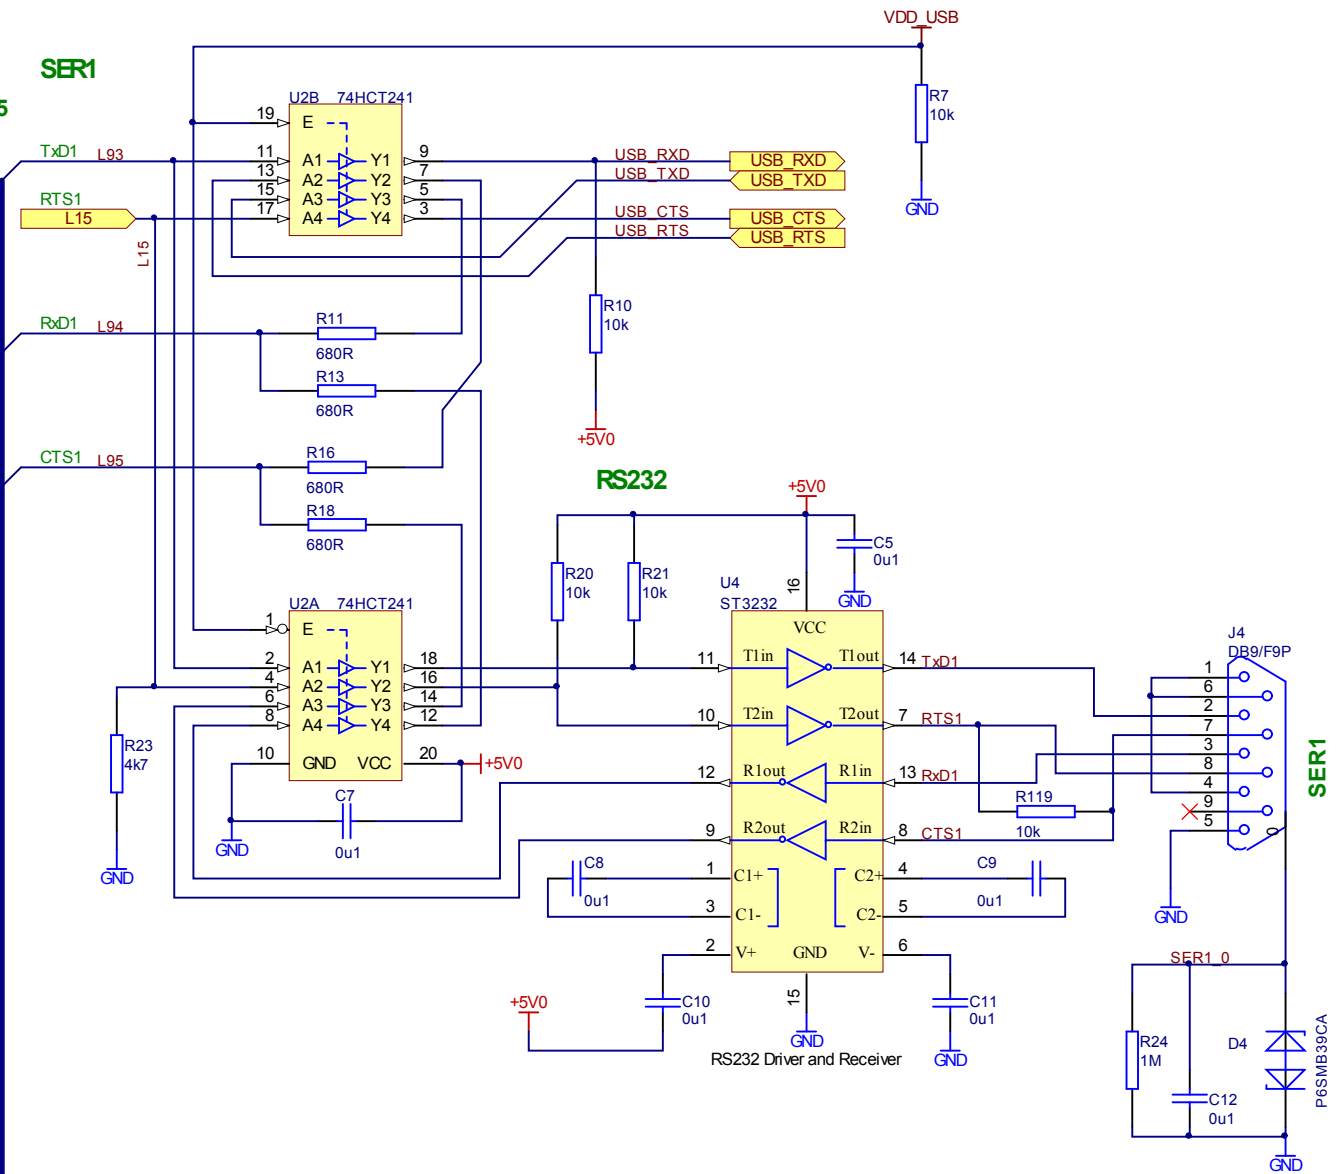 VDD_USB
SER1
5
U2B 74HCT241
R7
10k
19 E
TxD1 L93 11 A1 Y1 9 USB_RXD USB_RXD
13 A2 Y2 7 USB_TXD USB_TXD
15 A3 Y3 5
RTS1
L15 17 A4 Y4 3 USB_CTS USB_CTS
USB_RTS USB_RTS
GND
L15
R10
10k
RxD1 L94 R11
680R
R13
680R
+5V0
CTS1 L95 R16
680R
R18
680R
RS232
+5V0
C5
0u1
GND
R20
10k
R21
10k
U4
ST3232
16
VCC
U2A 74HCT241
1 E
2 A1 Y1 18
4 A2 Y2 16
6 A3 Y3 14
8 A4 Y4 12
10 GND VCC 20 +5V0
R23
4k7
GND
C7
0u1
GND
11 T1in T1out 14 TxD1
10 T2in T2out 7 RTS1
12 R1out R1in 13 RxD1
R119
10k
9 R2out R2in 8 CTS1
C8
0u1
1 C1+ C2+ 4
C9
0u1
3 C1- C2- 5
2 V+ GND V- 6
15
+5V0
C10
0u1
C11
0u1
GND
GND
RS232 Driver and Receiver
J4
DB9/F9P
1
6
2
7
3
8
4
9
5
0
SER1
GND
SER1_0
R24
1M
C12
0u1
D4
P6SMB39CA
GND